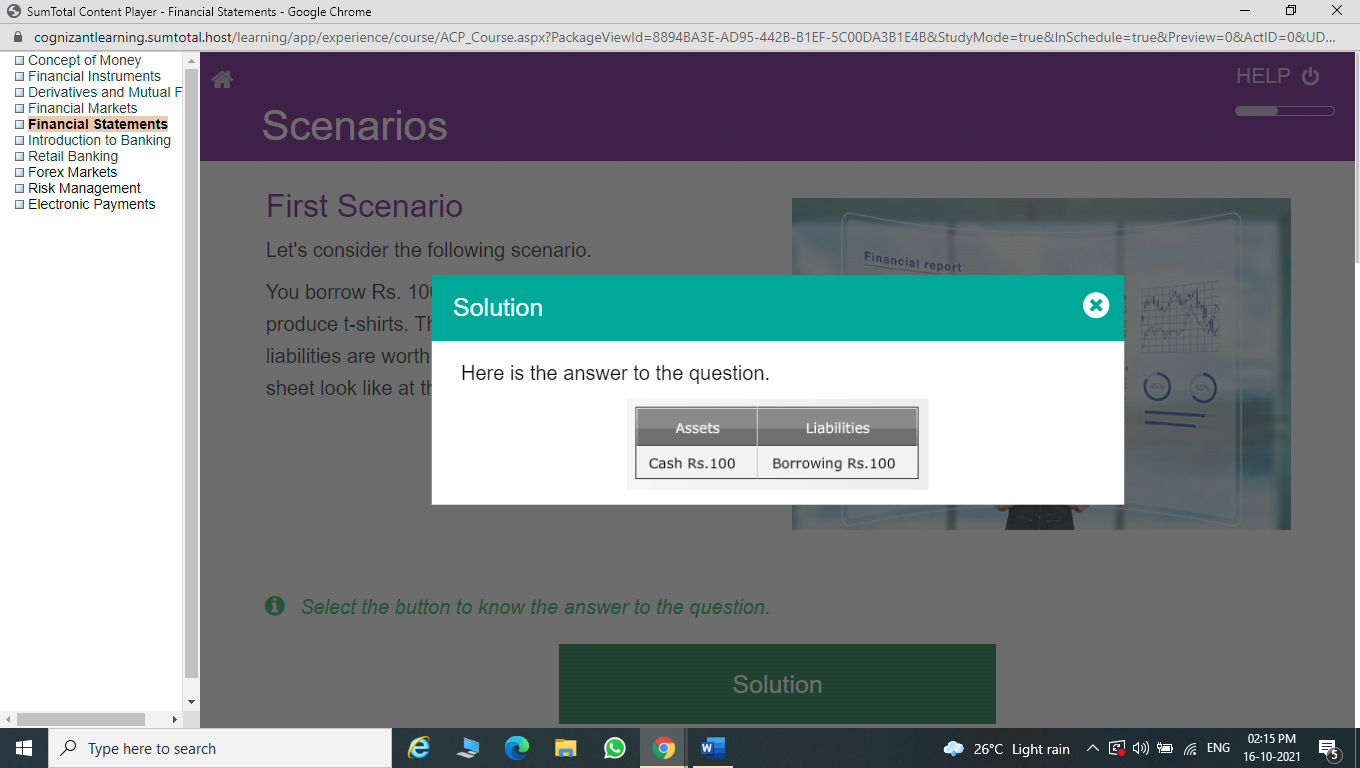 SumTotal Content Player - Financial Statements - Google Chrome
cognizantlearning.sumtotal.host/learning/app/experience/course/ACP_Course.aspx?PackageViewId=8894BA3E-AD95-442B-B1EF-5C00DA3B1E4B&StudyMode=true&InSchedule=true&Preview=0&ActID=0&UD...
Concept of Money
Financial Instruments
Derivatives and Mutual F
Financial Markets
Financial Statements
Introduction to Banking
Retail Banking
Forex Markets
Risk Management
Electronic Payments
HELP
Scenarios
First Scenario
Let's consider the following scenario.
You borrow Rs. 10
produce t-shirts. Th
liabilities are worth
sheet look like at th
Financial report
Solution
Here is the answer to the question.
Assets Liabilities
Cash Rs.100 Borrowing Rs.100
Select the button to know the answer to the question.
Solution
Type here to search
26°C Light rain
ENG
02:15 PM
16-10-2021
5